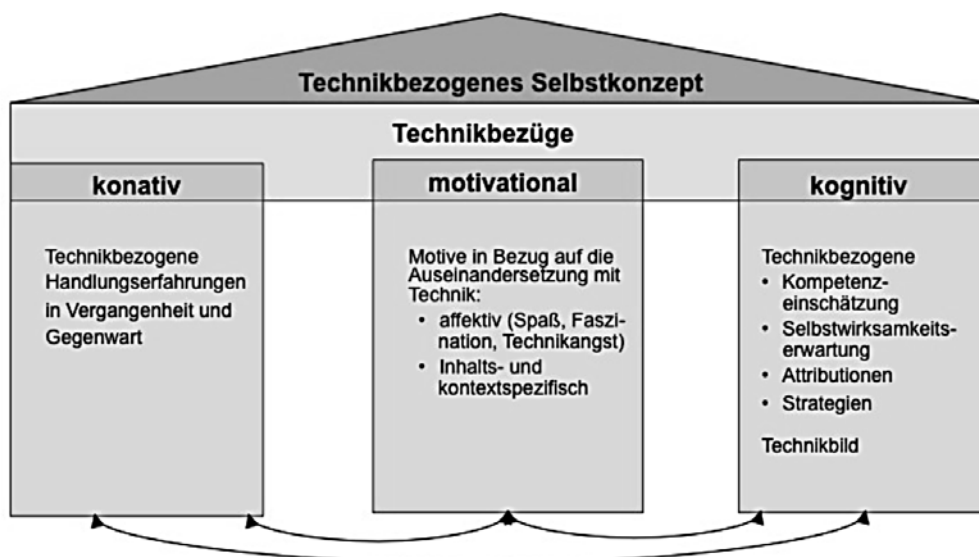 Technikbezogenes Selbstkonzept
Technikbezüge
konativ
Technikbezogene
Handlungserfahrungen
in Vergangenheit und
Gegenwart
motivational
Motive in Bezug auf die
Auseinandersetzung mit
Technik:
• affektiv (Spaß, Faszi-
nation, Technikangst)
• Inhalts- und
kontextspezifisch
kognitiv
Technikbezogene
• Kompetenz-
einschätzung
• Selbstwirksamkeits-
erwartung
• Attributionen
• Strategien
Technikbild